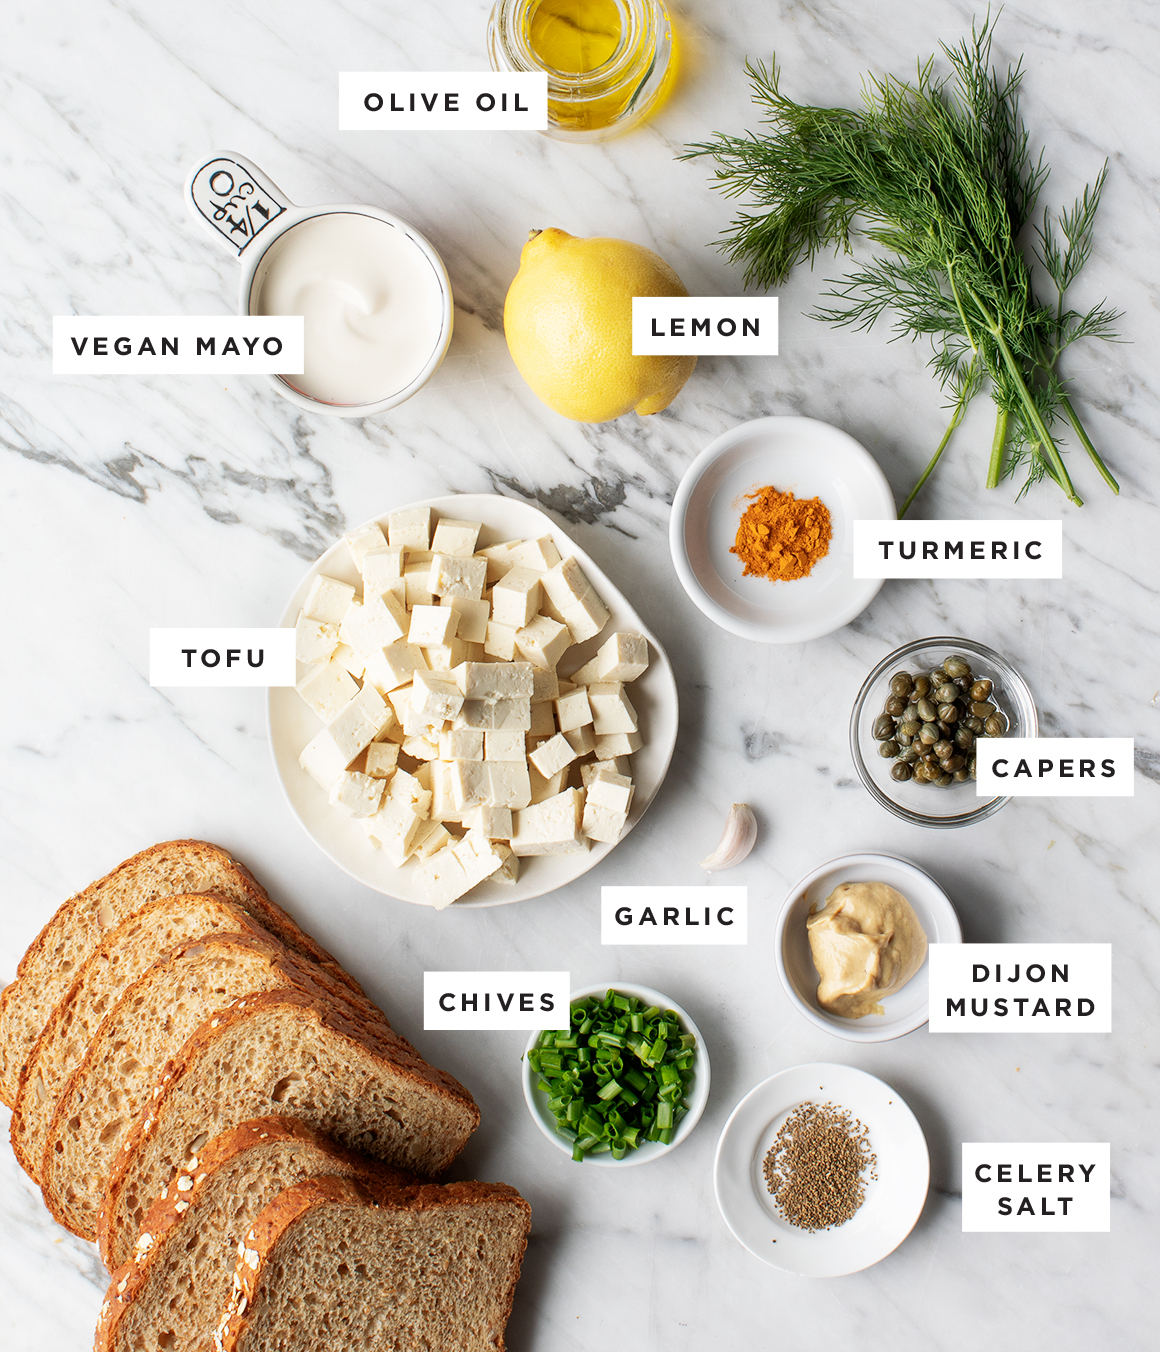 OLIVE OIL
1/4
cup
VEGAN MAYO
LEMON
TURMERIC
TOFU
CAPERS
GARLIC
DIJON
MUSTARD
CHIVES
CELERY
SALT